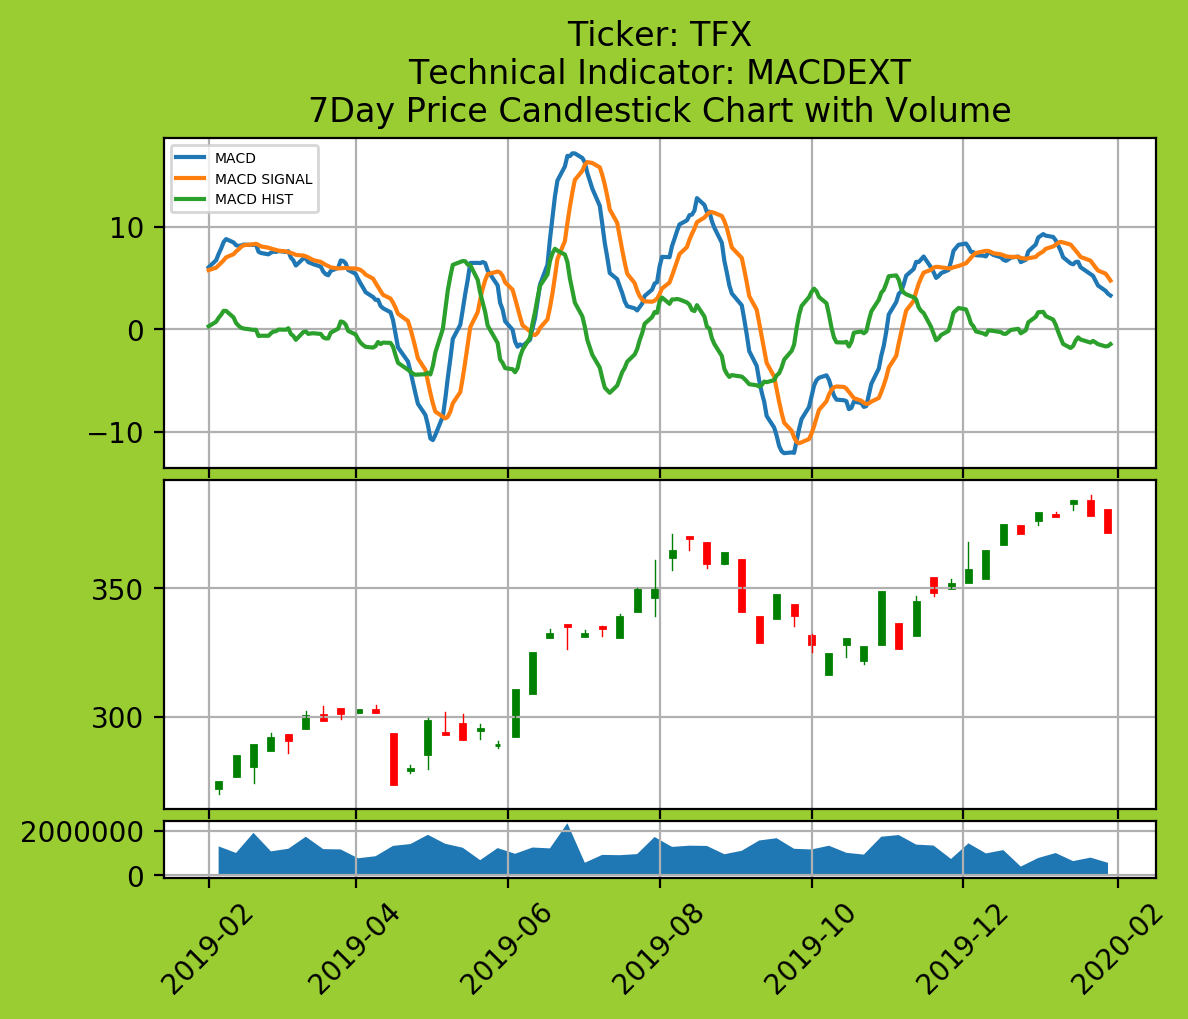 Ticker: TFX
Technical Indicator: MACDEXT
7Day Price Candlestick Chart with Volume
MACD
MACD SIGNAL
MACD HIST
10
0
−10
350
300
2000000
0
2019-02
2019-04
2019-06
2019-08
2019-10
2019-12
2020-02